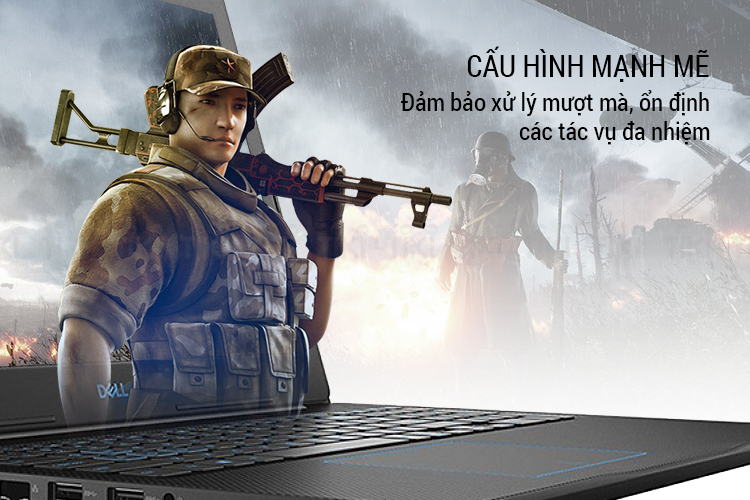 CẤU HÌNH MẠNH MẼ
Đảm bảo xử lý mượt mà, ổn định
các tác vụ đa nhiệm
DELL